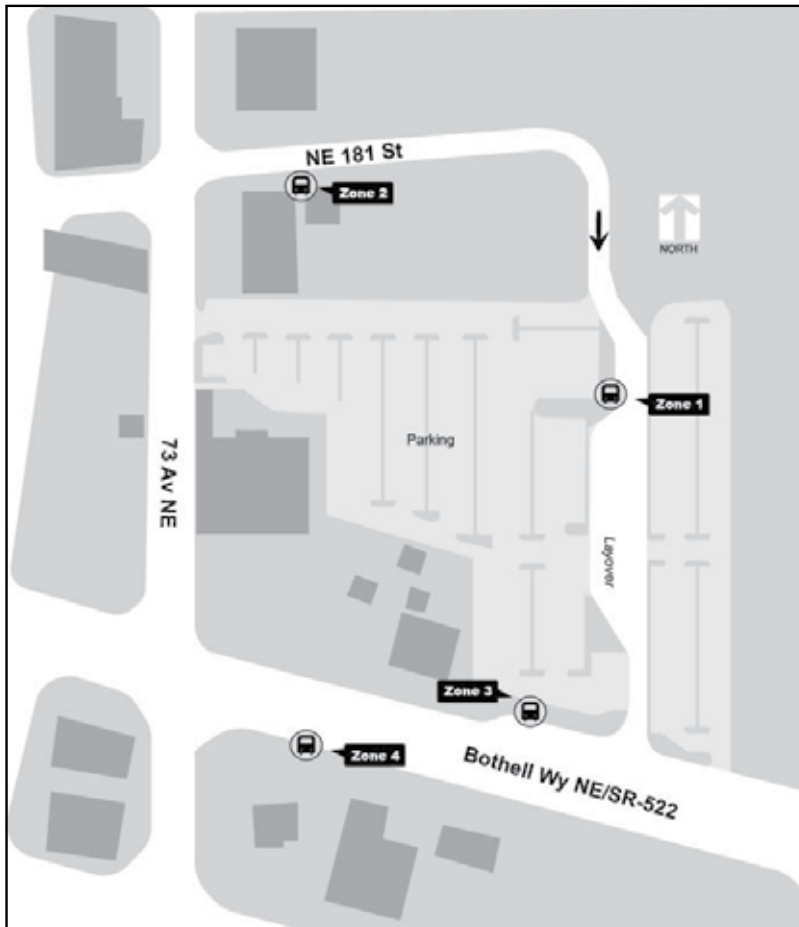 NE 181 St
Zone 2
NORTH
Zone 1
Parking
73 Av NE
Layover
Zone 3
Zone 4
Bothell Wy NE/SR-522